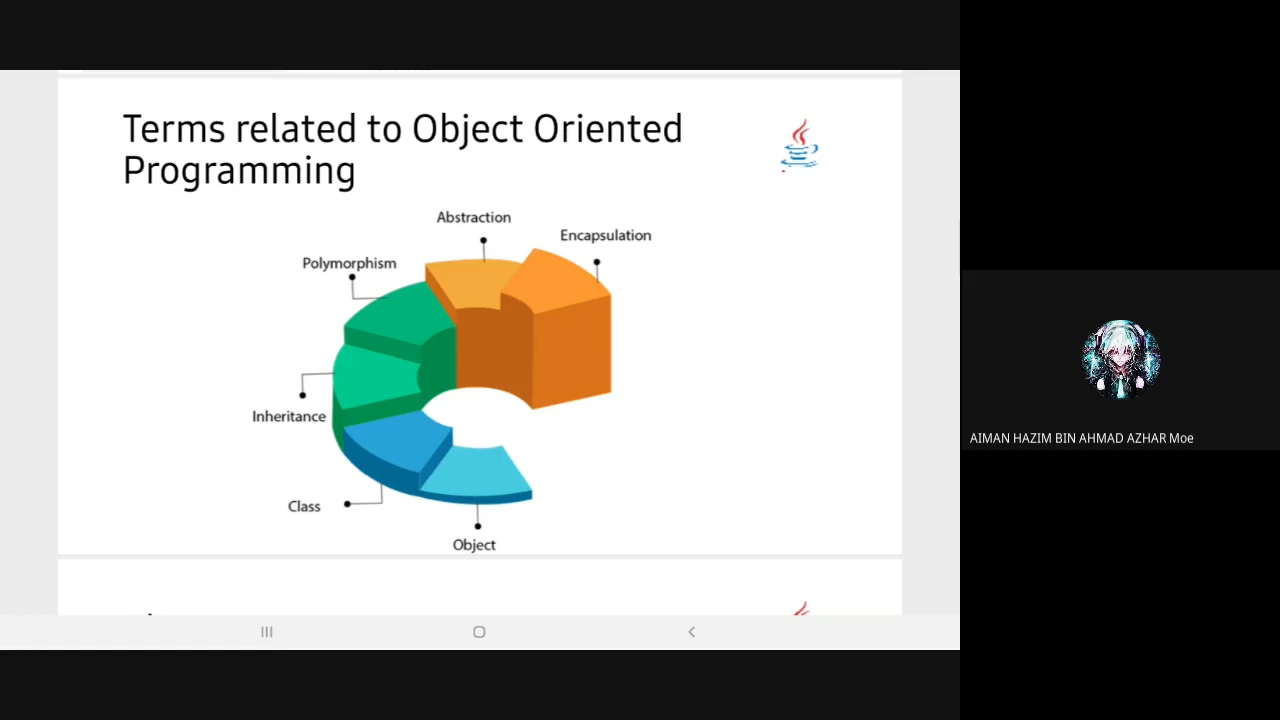 Terms related to Object Oriented
Programming
Abstraction
Encapsulation
Polymorphism
Inheritance
Class
Object
AIMAN HAZIM BIN AHMAD AZHAR Moe